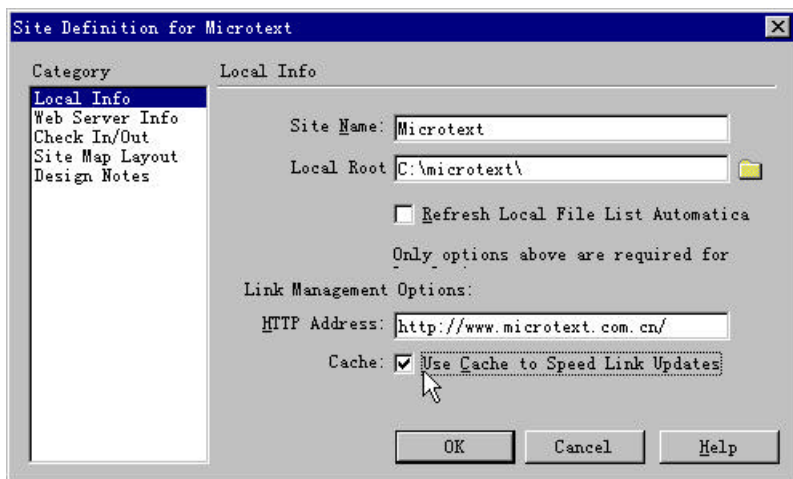 Site Definition for Microtext
Category
Local Info
Web Server Info
Check In/Out
Site Map Layout
Design Notes
Local Info
Site Name: Microtext
Local Root C:\microtext\
Refresh Local File List Automatica
Only options above are required for
Link Management Options:
HTTP Address: http://www.microtext.com.cn/
Cache: Use Cache to Speed Link Updates
OK Cancel Help